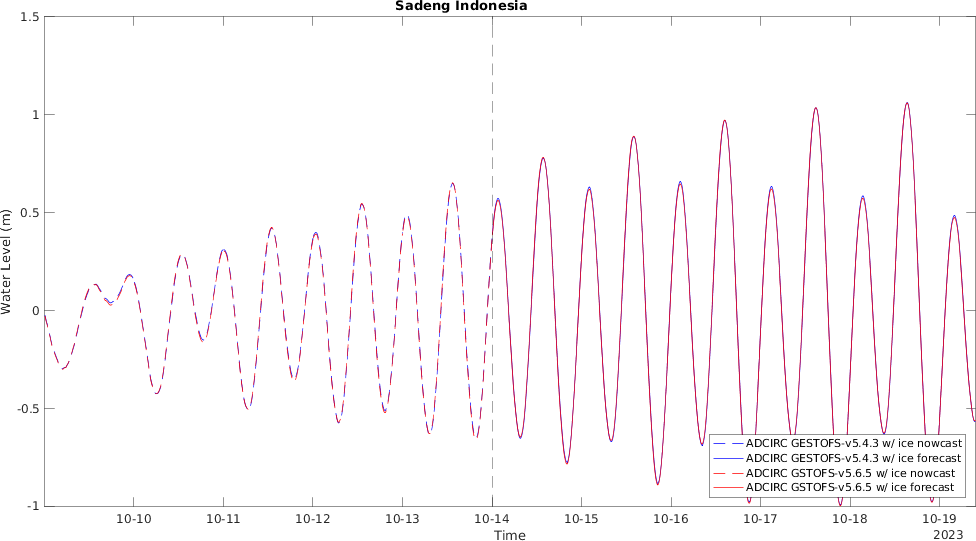 Sadeng Indonesia
1.5
1
0.5
0
-0.5
-1
Water Level (m)
ADCIRC GESTOFS-v5.4.3 w/ ice nowcast
ADCIRC GESTOFS-v5.4.3 w/ ice forecast
ADCIRC GSTOFS-v5.6.5 w/ ice nowcast
ADCIRC GSTOFS-v5.6.5 w/ ice forecast
10-10 10-11 10-12 10-13 10-14 10-15 10-16 10-17 10-18 10-19
Time
2023